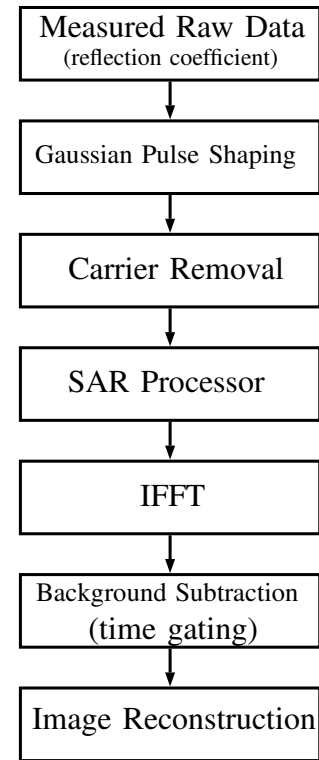 Measured Raw Data
(reflection coefficient)
Gaussian Pulse Shaping
Carrier Removal
SAR Processor
IFFT
Background Subtraction
(time gating)
Image Reconstruction